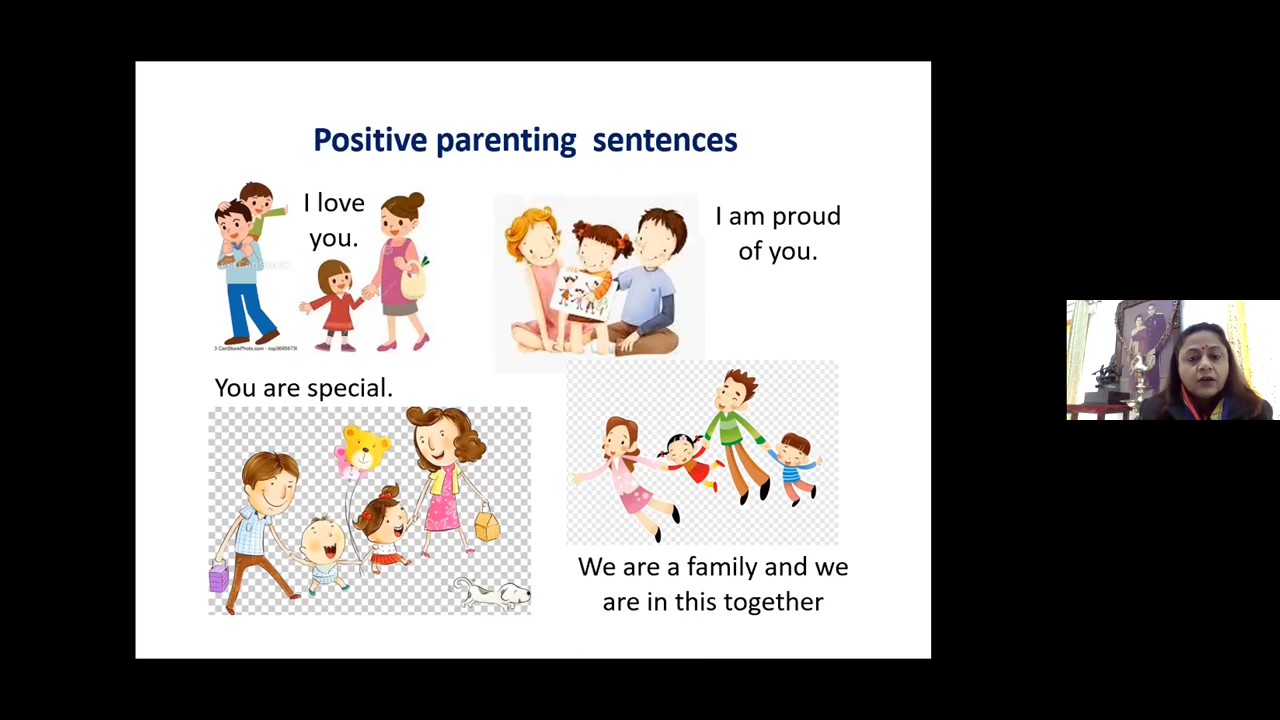 Positive parenting sentences
I love
you.
I am proud
of you.
You are special.
We are a family and we
are in this together